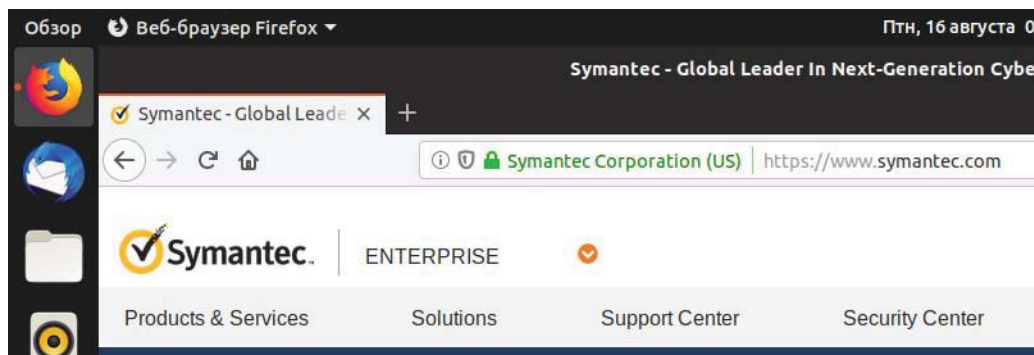 Обзор Веб-браузер Firefox Птн, 16 августа 0
Symantec - Global Leader In Next-Generation Cybe
Symantec - Global Leade
Symantec Corporation (US) https://www.symantec.com
Symantec. ENTERPRISE
Products & Services Solutions Support Center Security Center